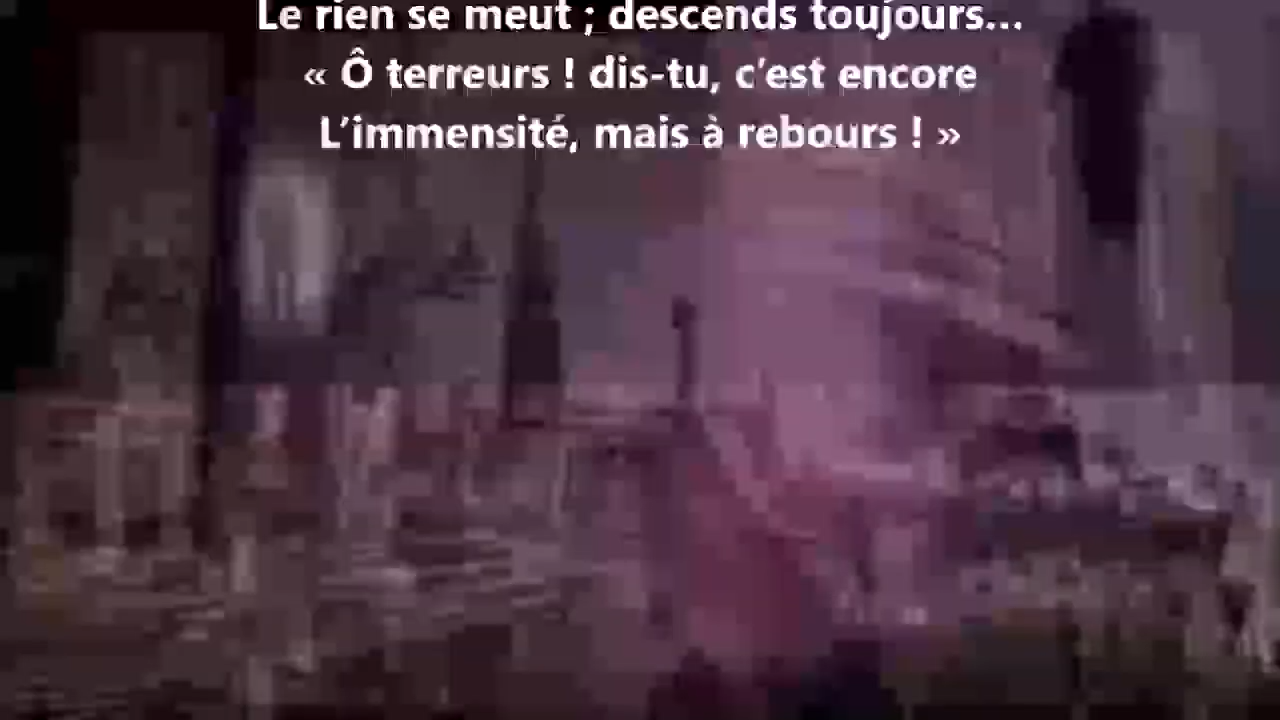 Le rien se meut ; descends toujours…
« Ô terreurs ! dis-tu, c’est encore
L’immensité, mais à rebours ! »